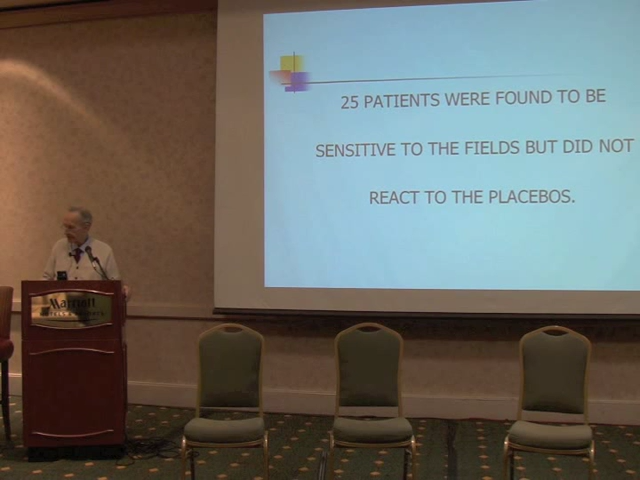 25 PATIENTS WERE FOUND TO BE
SENSITIVE TO THE FIELDS BUT DID NOT
REACT TO THE PLACEBOS.
Marriott